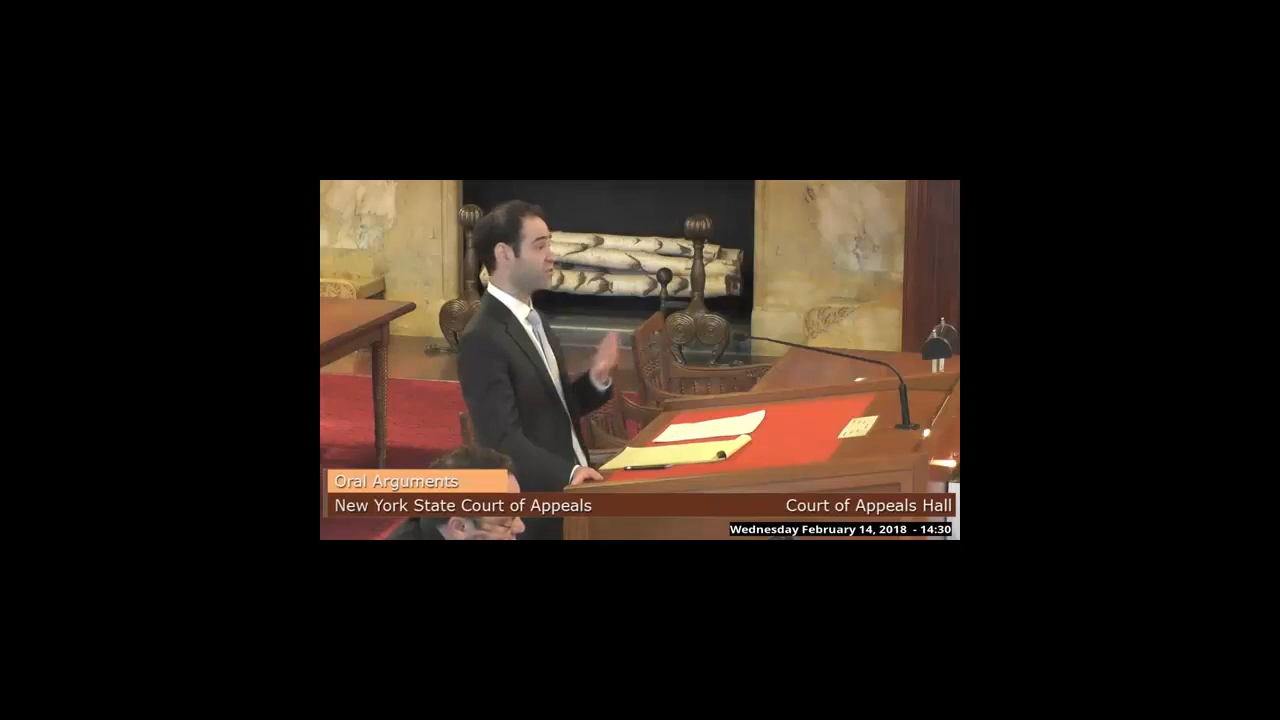 Oral Arguments
New York State Court of Appeals Court of Appeals Hall
Wednesday February 14, 2018 - 14:30